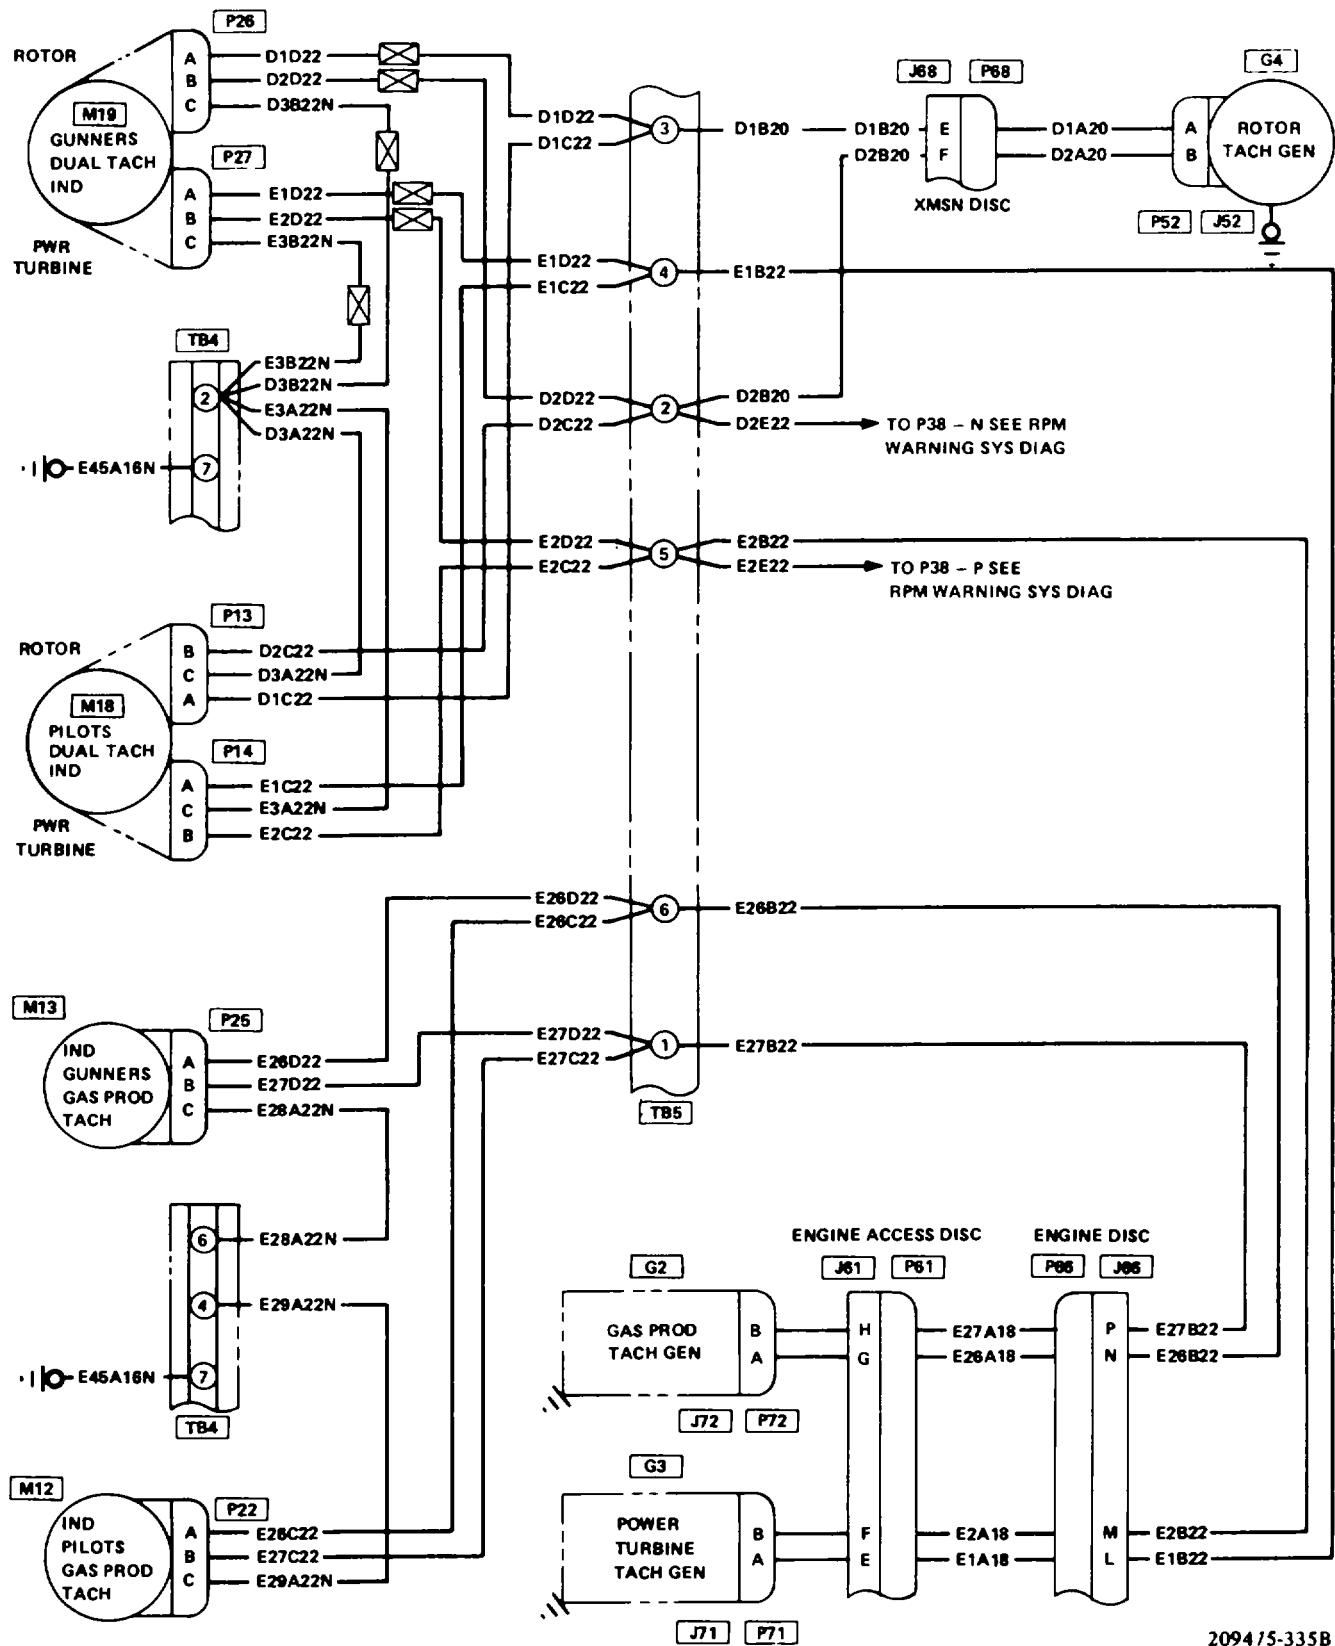 P26
ROTOR
A D1D22
B D2D22
C D3B22N
M19
GUNNERS
DUAL TACH
IND
P27
A E1D22
B E2D22
C E3B22N
PWR
TURBINE
TB4
E3B22N
D3B22N
2
E3A22N
D3A22N
E45A16N 7
P13
ROTOR
B D2C22
C D3A22N
A D1C22
M18
PILOTS
DUAL TACH
IND
P14
A E1C22
C E3A22N
B E2C22
PWR
TURBINE
D1D22
D1C22
3 D1B20
E1D22
E1C22
4 E1B22
D2D22
D2C22
2
D2B20
D2E22
TO P38 – N SEE RPM
WARNING SYS DIAG
E2D22
E2C22
5
E2B22
E2E22
TO P38 – P SEE
RPM WARNING SYS DIAG
E26D22
E26C22
6 E26B22
E27D22
E27C22
1 E27B22
TB5
J68 P68
D1B20 E D1A20 A
D2B20 F D2A20 B
XMSN DISC
G4
ROTOR
TACH GEN
P52 J52
M13
P25
IND
GUNNERS
GAS PROD
TACH
A E26D22
B E27D22
C E28A22N
6 E28A22N
4 E29A22N
E45A16N 7
TB4
M12
P22
IND
PILOTS
GAS PROD
TACH
A E26C22
B E27C22
C E29A22N
ENGINE ACCESS DISC ENGINE DISC
G2 J61 P61 P66 J66
GAS PROD
TACH GEN
B H E27A18 P E27B22
A G E26A18 N E26B22
J72 P72
G3
POWER
TURBINE
TACH GEN
B F E2A18 M E2B22
A E E1A18 L E1B22
J71 P71
209475-335B